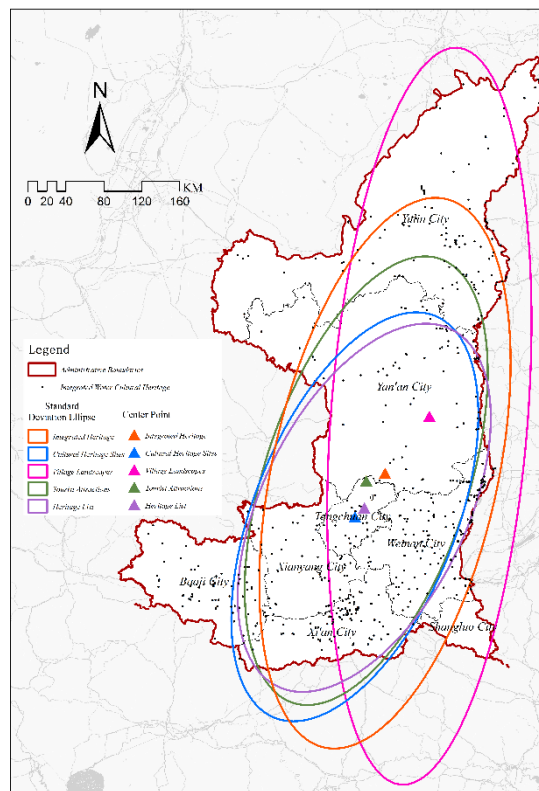 N
KM
0 20 40 80 120 160
Yulin City
Legend
Administrative Boundaries
Integrated Water Cultural Heritage
Standard Deviation Ellipse
Center Point
Integrated Heritage
Integrated Heritage
Cultural Heritage Sites
Cultural Heritage Sites
Village Landscapes
Village Landscapes
Tourist Attractions
Tourist Attractions
Heritage List
Heritage List
Yan'an City
Tongchuan City
Weinan City
Xianyang City
Baoji City
Xi'an City
Shangluo City